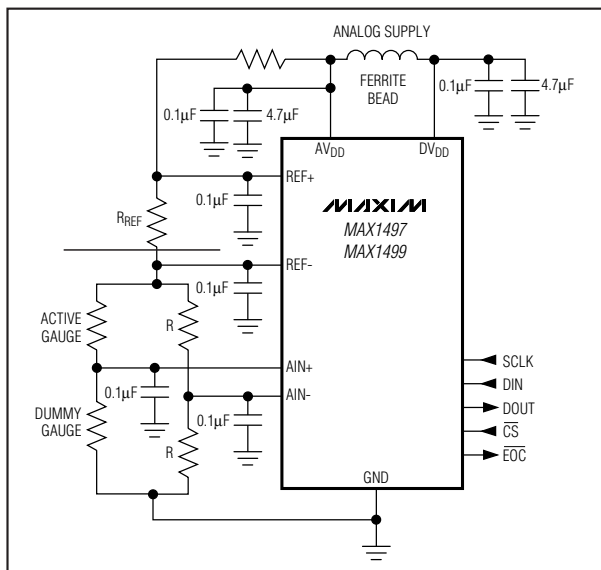 ANALOG SUPPLY
FERRITE
BEAD
0.1µF
4.7µF
0.1µF
4.7µF
AVDD
DVDD
REF+
0.1µF
RREF
MAXIM
MAX1497
MAX1499
REF-
0.1µF
ACTIVE
GAUGE
R
AIN+
0.1µF
AIN-
DUMMY
GAUGE
R
0.1µF
SCLK
DIN
DOUT
CS
EOC
GND